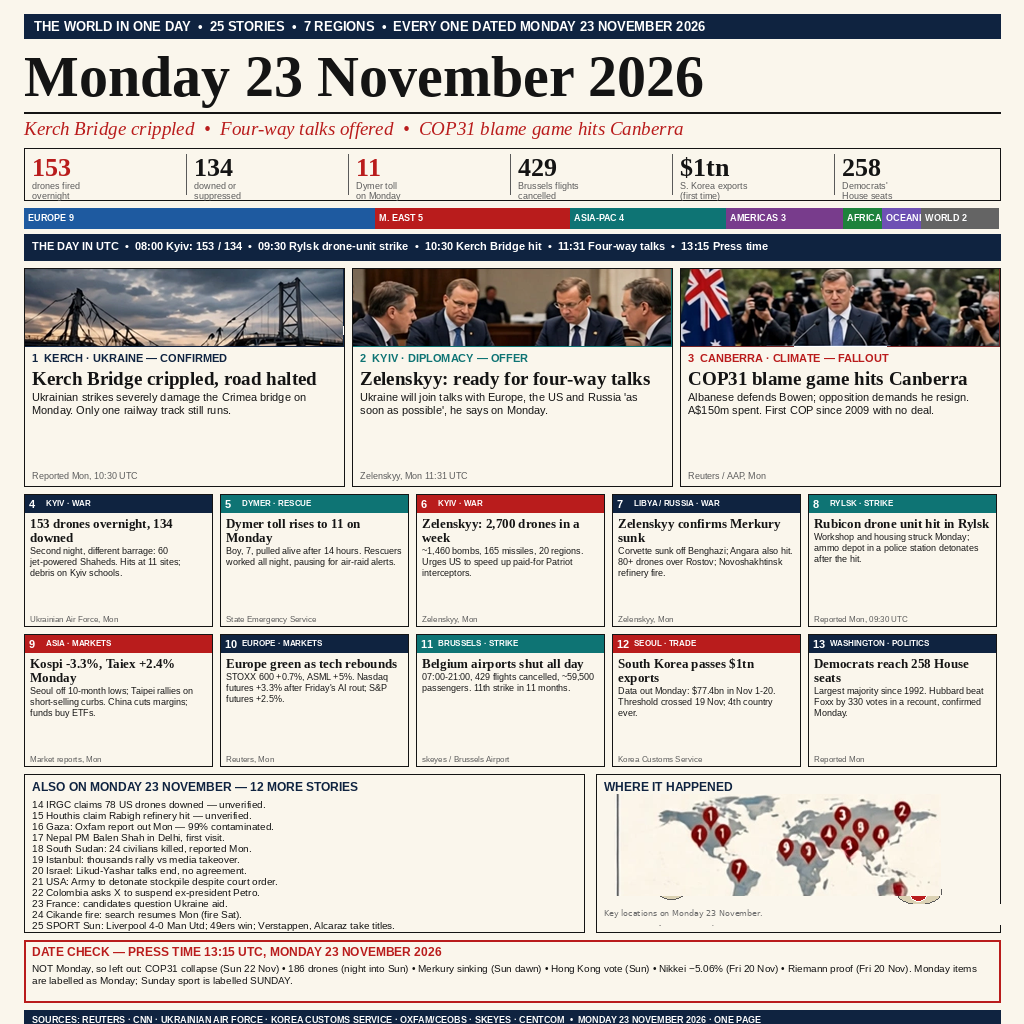 THE WORLD IN ONE DAY • 25 STORIES • 7 REGIONS • EVERY ONE DATED MONDAY 23 NOVEMBER 2026
Monday 23 November 2026
Kerch Bridge crippled • Four-way talks offered • COP31 blame game hits Canberra
153
drones fired
overnight
134
downed or
suppressed
11
Dymer toll
on Monday
429
Brussels flights
cancelled
$1tn
S. Korea exports
(first time)
258
Democrats'
House seats
EUROPE 9
M. EAST 5
ASIA-PAC 4
AMERICAS 3
AFRICA
OCEANI
WORLD 2
THE DAY IN UTC • 08:00 Kyiv: 153 / 134 • 09:30 Rylsk drone-unit strike • 10:30 Kerch Bridge hit • 11:31 Four-way talks • 13:15 Press time
1 KERCH · UKRAINE — CONFIRMED
Kerch Bridge crippled, road halted
Ukrainian strikes severely damage the Crimea bridge on
Monday. Only one railway track still runs.
Reported Mon, 10:30 UTC
2 KYIV · DIPLOMACY — OFFER
Zelenskyy: ready for four-way talks
Ukraine will join talks with Europe, the US and Russia 'as
soon as possible', he says on Monday.
Zelenskyy, Mon 11:31 UTC
3 CANBERRA · CLIMATE — FALLOUT
COP31 blame game hits Canberra
Albanese defends Bowen; opposition demands he resign.
A$150m spent. First COP since 2009 with no deal.
Reuters / AAP, Mon
4 KYIV · WAR
153 drones overnight, 134
downed
Second night, different barrage: 60
jet-powered Shaheds. Hits at 11 sites;
debris on Kyiv schools.
Ukrainian Air Force, Mon
5 DYMER · RESCUE
Dymer toll rises to 11 on
Monday
Boy, 7, pulled alive after 14 hours. Rescuers
worked all night, pausing for air-raid alerts.
State Emergency Service
6 KYIV · WAR
Zelenskyy: 2,700 drones in a
week
~1,460 bombs, 165 missiles, 20 regions.
Urges US to speed up paid-for Patriot
interceptors.
Zelenskyy, Mon
7 LIBYA / RUSSIA · WAR
Zelenskyy confirms Merkury
sunk
Corvette sunk off Benghazi; Angara also hit.
80+ drones over Rostov; Novoshakhtinsk
refinery fire.
Zelenskyy, Mon
8 RYLSK · STRIKE
Rubicon drone unit hit in Rylsk
Workshop and housing struck Monday;
ammo depot in a police station detonates
after the hit.
Reported Mon, 09:30 UTC
9 ASIA · MARKETS
Kospi -3.3%, Taiex +2.4%
Monday
Seoul off 10-month lows; Taipei rallies on
short-selling curbs. China cuts margins;
funds buy ETFs.
Market reports, Mon
10 EUROPE · MARKETS
Europe green as tech rebounds
STOXX 600 +0.7%, ASML +5%. Nasdaq
futures +3.3% after Friday's AI rout; S&P
futures +2.5%.
Reuters, Mon
11 BRUSSELS · STRIKE
Belgium airports shut all day
07:00-21:00, 429 flights cancelled, ~59,500
passengers. 11th strike in 11 months.
skeyes / Brussels Airport
12 SEOUL · TRADE
South Korea passes $1tn
exports
Data out Monday: $77.4bn in Nov 1-20.
Threshold crossed 19 Nov; 4th country
ever.
Korea Customs Service
13 WASHINGTON · POLITICS
Democrats reach 258 House
seats
Largest majority since 1992. Hubbard beat
Foxx by 330 votes in a recount, confirmed
Monday.
Reported Mon
ALSO ON MONDAY 23 NOVEMBER — 12 MORE STORIES
14 IRGC claims 78 US drones downed — unverified.
15 Houthis claim Rabigh refinery hit — unverified.
16 Gaza: Oxfam report out Mon — 99% contaminated.
17 Nepal PM Balen Shah in Delhi, first visit.
18 South Sudan: 24 civilians killed, reported Mon.
19 Istanbul: thousands rally vs media takeover.
20 Israel: Likud-Yashar talks end, no agreement.
21 USA: Army to detonate stockpile despite court order.
22 Colombia asks X to suspend ex-president Petro.
23 France: candidates question Ukraine aid.
24 Cikande fire: search resumes Mon (fire Sat).
25 SPORT Sun: Liverpool 4-0 Man Utd; 49ers win; Verstappen, Alcaraz take titles.
WHERE IT HAPPENED
Key locations on Monday 23 November.
DATE CHECK — PRESS TIME 13:15 UTC, MONDAY 23 NOVEMBER 2026
NOT Monday, so left out: COP31 collapse (Sun 22 Nov) • 186 drones (night into Sun) • Merkury sinking (Sun dawn) • Hong Kong vote (Sun) • Nikkei −5.06% (Fri 20 Nov) • Riemann proof (Fri 20 Nov). Monday items
are labelled as Monday; Sunday sport is labelled SUNDAY.
SOURCES: REUTERS · CNN · UKRAINIAN AIR FORCE · KOREA CUSTOMS SERVICE · OXFAM/CEOBS · SKEYES · CENTCOM • MONDAY 23 NOVEMBER 2026 · ONE PAGE